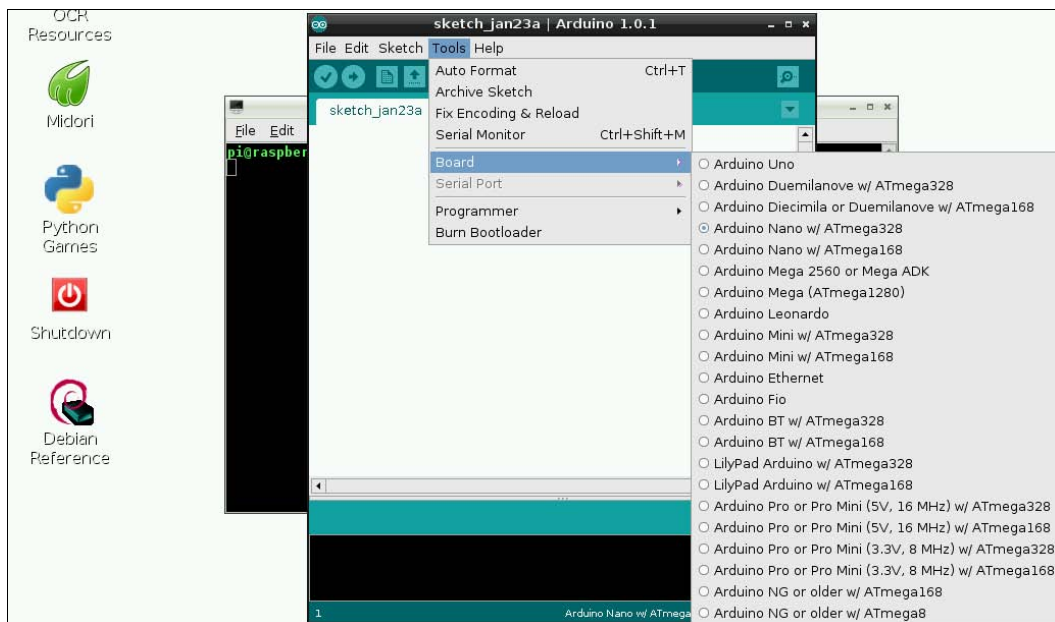 OCR
Resources
Midori
Python
Games
Shutdown
Debian
Reference
sketch_jan23a | Arduino 1.0.1
File Edit Sketch Tools Help
sketch_jan23a
Auto Format Ctrl+T
Archive Sketch
Fix Encoding & Reload
Serial Monitor Ctrl+Shift+M
Board
Serial Port
Programmer
Burn Bootloader
File Edit
pi@raspber
Arduino Uno
Arduino Duemilanove w/ ATmega328
Arduino Diecimila or Duemilanove w/ ATmega168
Arduino Nano w/ ATmega328
Arduino Nano w/ ATmega168
Arduino Mega 2560 or Mega ADK
Arduino Mega (ATmega1280)
Arduino Leonardo
Arduino Mini w/ ATmega328
Arduino Mini w/ ATmega168
Arduino Ethernet
Arduino Fio
Arduino BT w/ ATmega328
Arduino BT w/ ATmega168
LilyPad Arduino w/ ATmega328
LilyPad Arduino w/ ATmega168
Arduino Pro or Pro Mini (5V, 16 MHz) w/ ATmega328
Arduino Pro or Pro Mini (5V, 16 MHz) w/ ATmega168
Arduino Pro or Pro Mini (3.3V, 8 MHz) w/ ATmega328
Arduino Pro or Pro Mini (3.3V, 8 MHz) w/ ATmega168
Arduino NG or older w/ ATmega168
Arduino NG or older w/ ATmega8
1 Arduino Nano w/ ATmega